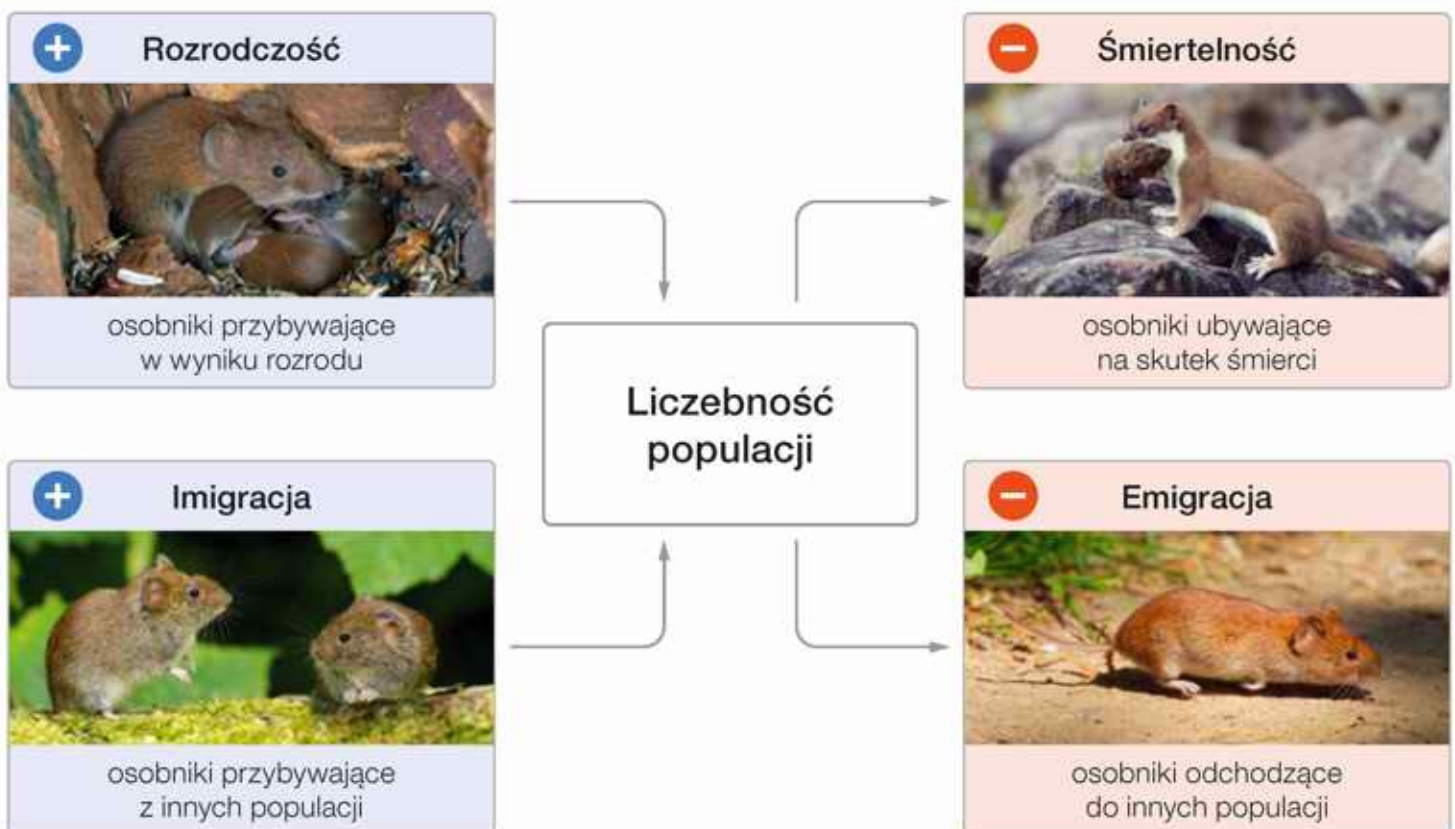 Rozrodczość
osobniki przybywające
w wyniku rozrodu
Śmiertelność
osobniki ubywające
na skutek śmierci
Liczebność
populacji
Imigracja
osobniki przybywające
z innych populacji
Emigracja
osobniki odchodzące
do innych populacji